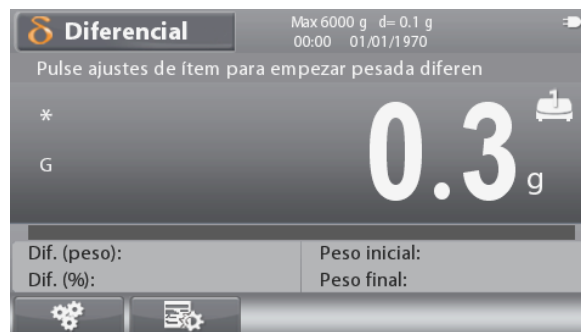 δ Diferencial
Max 6000 g d= 0.1 g
00:00 01/01/1970
Pulse ajustes de ítem para empezar pesada diferen
*
1
0.3 g
G
Dif. (peso):
Peso inicial:
Dif. (%):
Peso final: